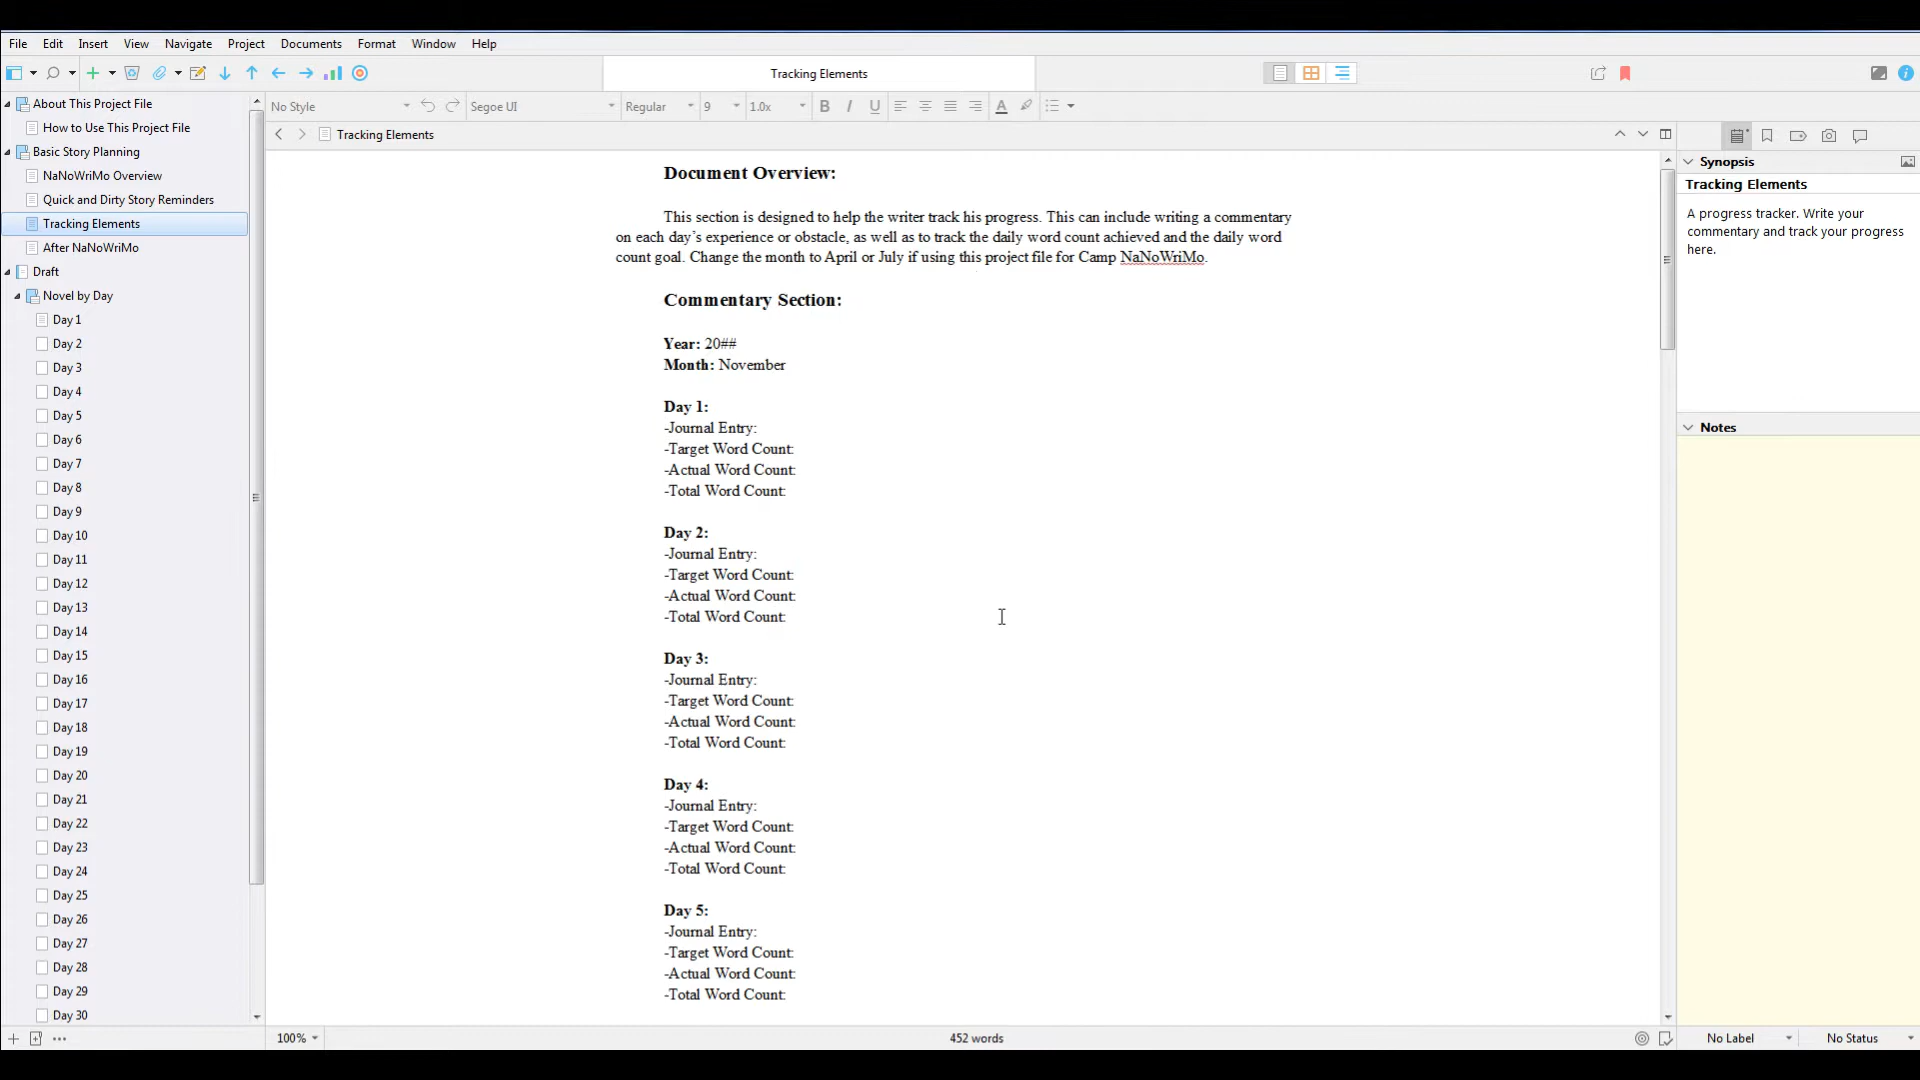 File Edit Insert View Navigate Project Documents Format Window Help
Tracking Elements
No Style Segoe UI Regular 9 1.0x B I U A
Tracking Elements
About This Project File
How to Use This Project File
Basic Story Planning
NaNoWriMo Overview
Quick and Dirty Story Reminders
Tracking Elements
After NaNoWriMo
Draft
Novel by Day
Day 1
Day 2
Day 3
Day 4
Day 5
Day 6
Day 7
Day 8
Day 9
Day 10
Day 11
Day 12
Day 13
Day 14
Day 15
Day 16
Day 17
Day 18
Day 19
Day 20
Day 21
Day 22
Day 23
Day 24
Day 25
Day 26
Day 27
Day 28
Day 29
Day 30
Document Overview:
This section is designed to help the writer track his progress. This can include writing a commentary
on each day’s experience or obstacle, as well as to track the daily word count achieved and the daily word
count goal. Change the month to April or July if using this project file for Camp NaNoWriMo.
Commentary Section:
Year: 20##
Month: November
Day 1:
-Journal Entry:
-Target Word Count:
-Actual Word Count:
-Total Word Count:
Day 2:
-Journal Entry:
-Target Word Count:
-Actual Word Count:
-Total Word Count:
Day 3:
-Journal Entry:
-Target Word Count:
-Actual Word Count:
-Total Word Count:
Day 4:
-Journal Entry:
-Target Word Count:
-Actual Word Count:
-Total Word Count:
Day 5:
-Journal Entry:
-Target Word Count:
-Actual Word Count:
-Total Word Count:
Synopsis
Tracking Elements
A progress tracker. Write your
commentary and track your progress
here.
Notes
100% 452 words No Label No Status